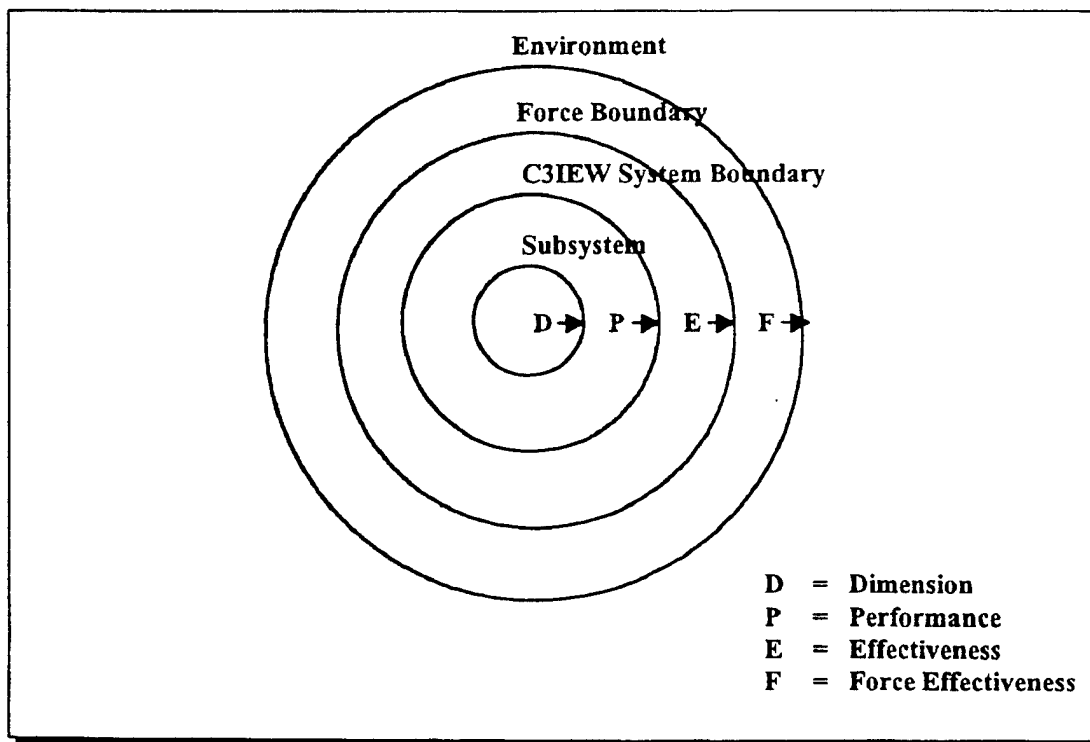 Environment
Force Boundary
C3IEW System Boundary
Subsystem
D P E F
D = Dimension
P = Performance
E = Effectiveness
F = Force Effectiveness